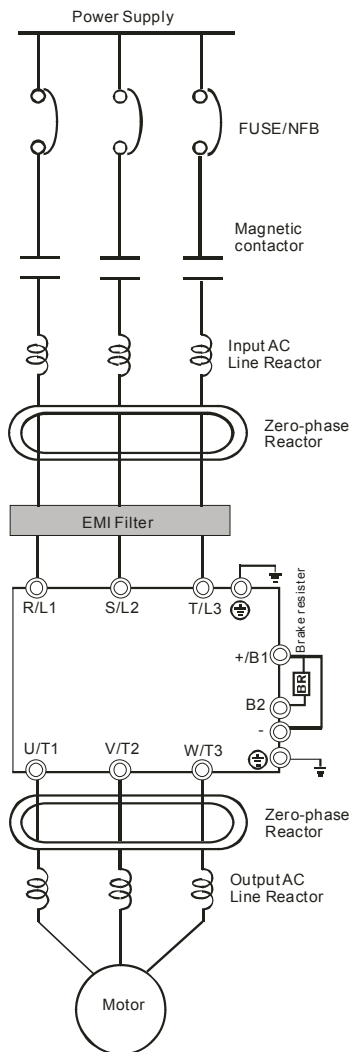 Power Supply
FUSE/NFB
Magnetic
contactor
Input AC
Line Reactor
Zero-phase
Reactor
EMI Filter
R/L1
S/L2
T/L3
Brake resister
+/B1
BR
B2
-
U/T1
V/T2
W/T3
Zero-phase
Reactor
Output AC
Line Reactor
Motor